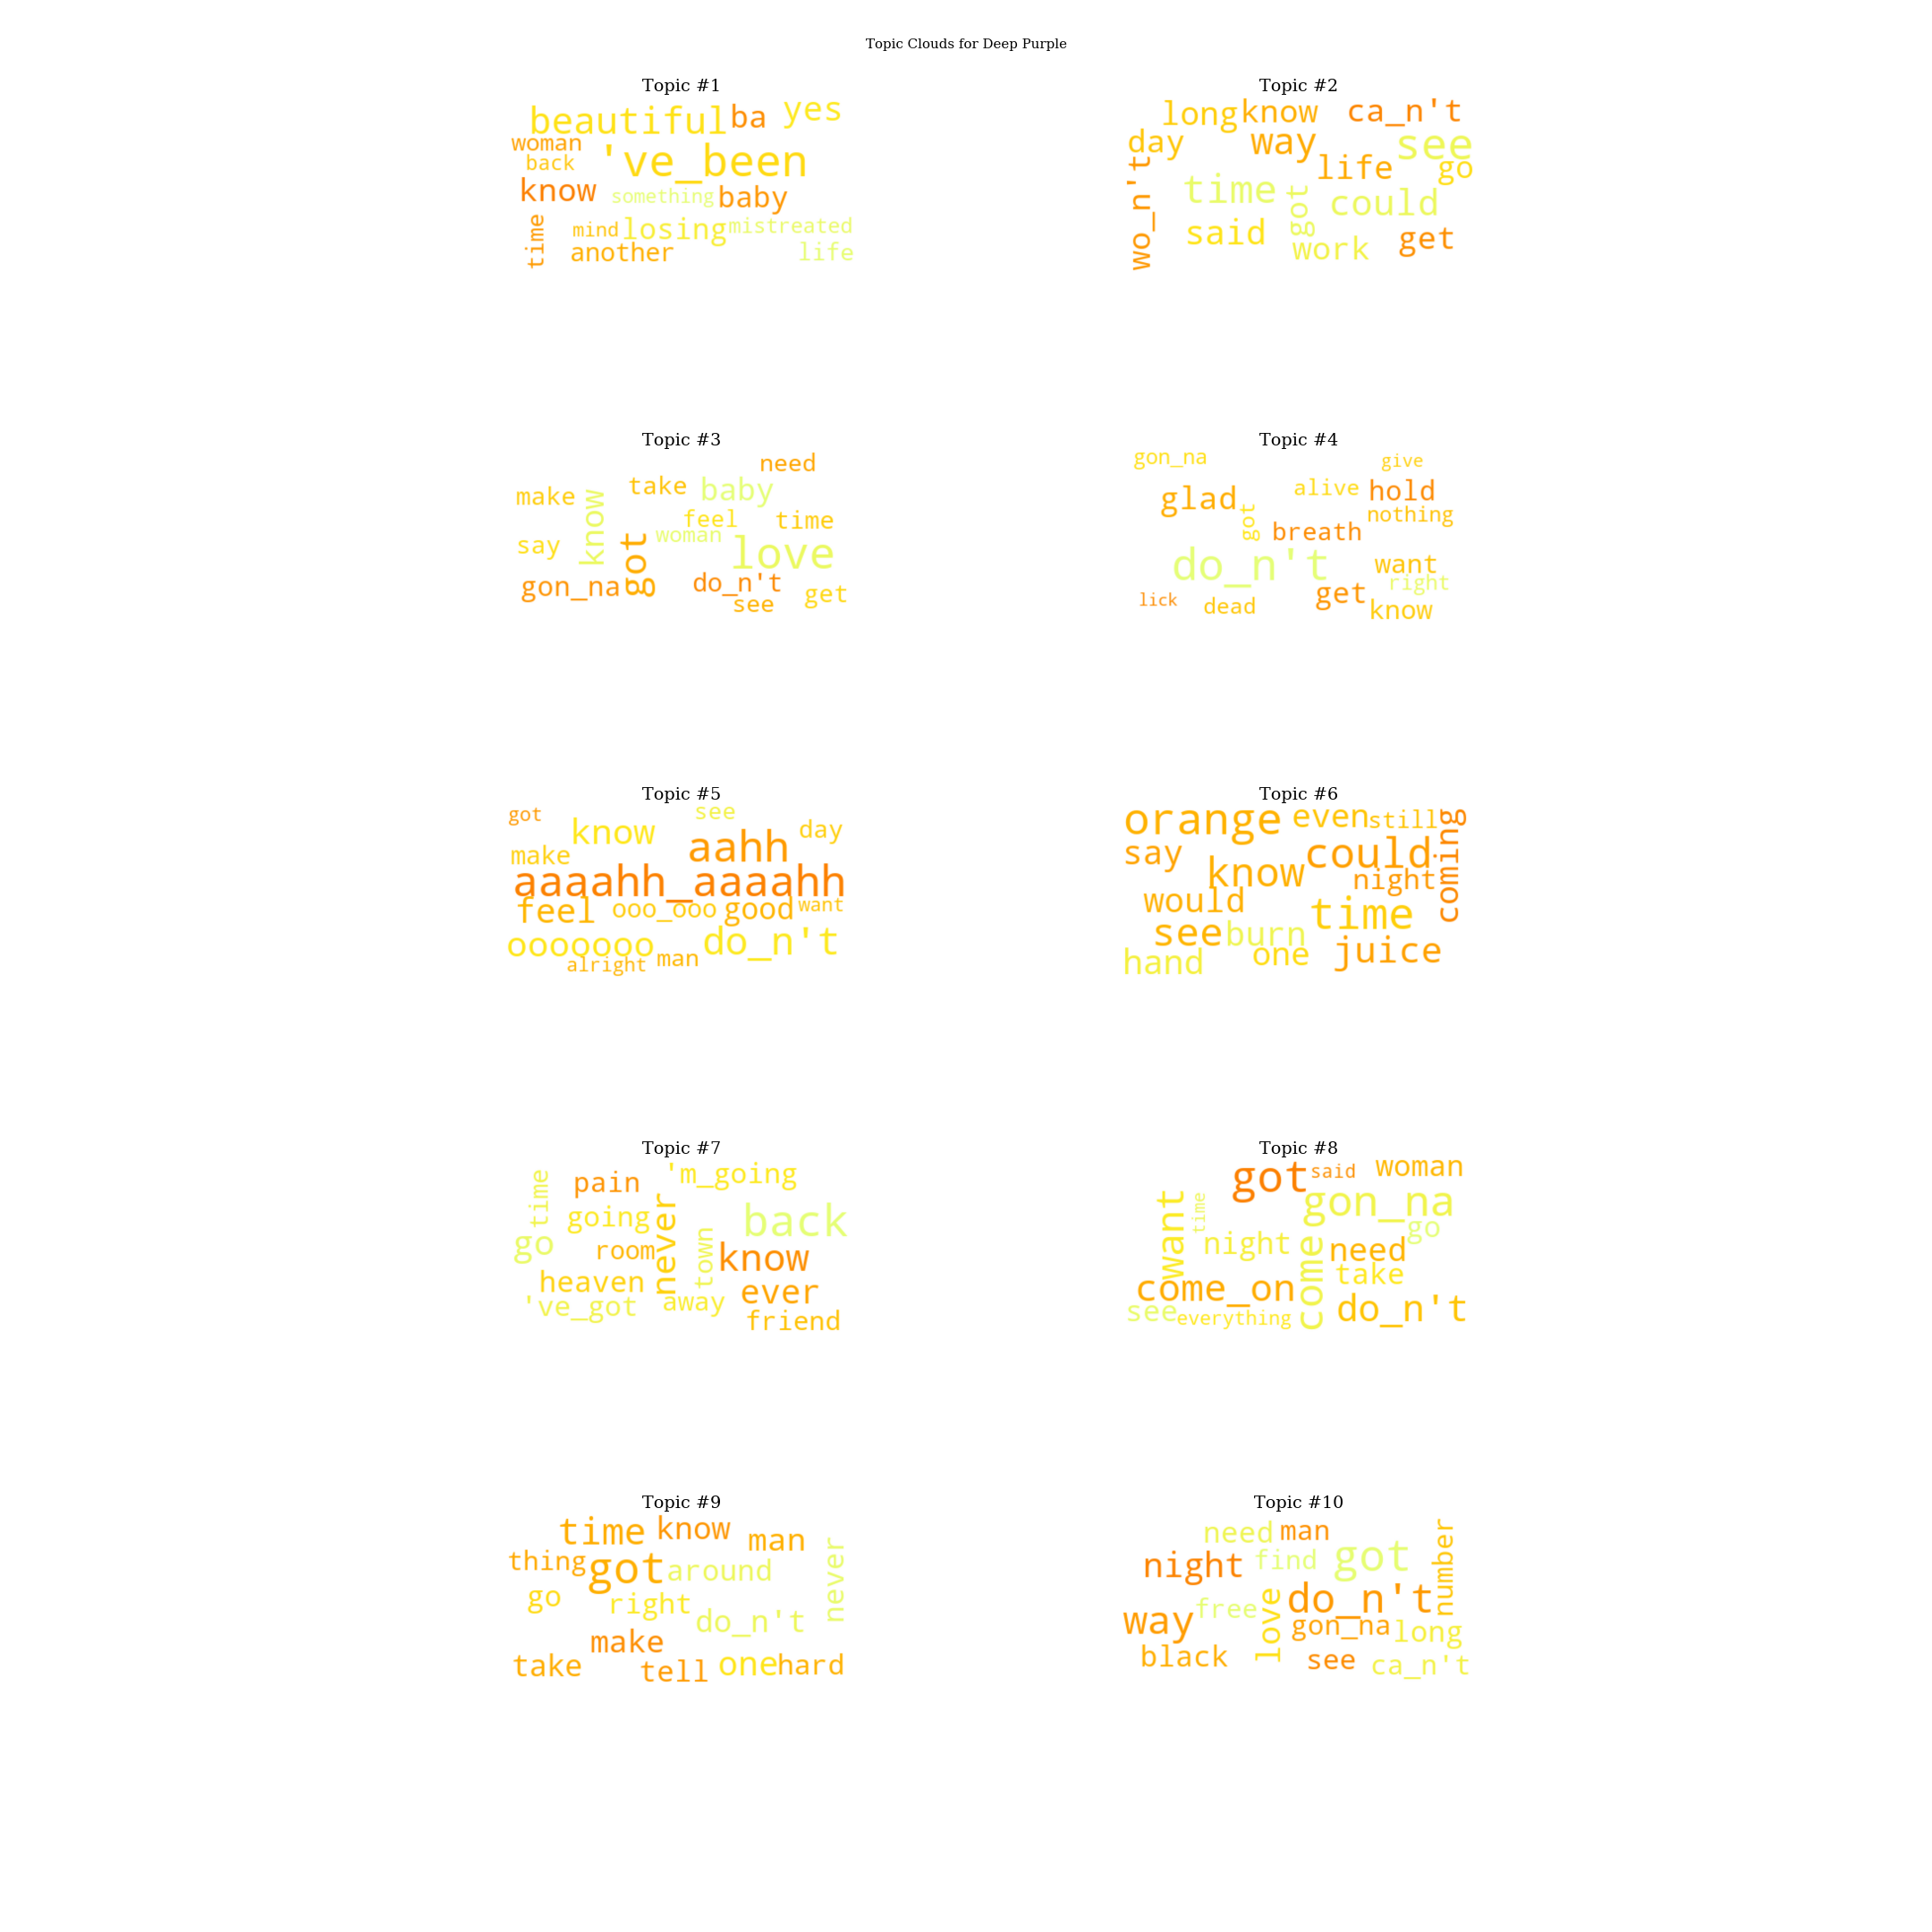 Topic Clouds for Deep Purple
Topic #1
beautiful ba yes
woman 've_been
back
know something baby
time mind losing mistreated
another life
Topic #2
long know ca_n't
day way see
wo_n't life go
time got could
said work get
Topic #3
need
make take baby
know feel time
say woman love
gon_na got do_n't
see get
Topic #4
gon_na give
glad alive hold
got nothing
breath
do_n't want
right
lick dead get know
Topic #5
got see
know day
make aahh
aaaahh_aaaahh
feel ooo_ooo good want
ooooooo do_n't
alright man
Topic #6
orange even still coming
say could
know night
would time
see burn juice
hand one
Topic #7
time pain 'm_going
going never back
go room town know
heaven ever
've_got away friend
Topic #8
got said woman
want time gon_na
night come need go
come_on take
see everything do_n't
Topic #9
time know man
thing got around never
go right
do_n't
make
take tell one hard
Topic #10
need man number
night find got
do_n't
way free love gon_na long
black see ca_n't